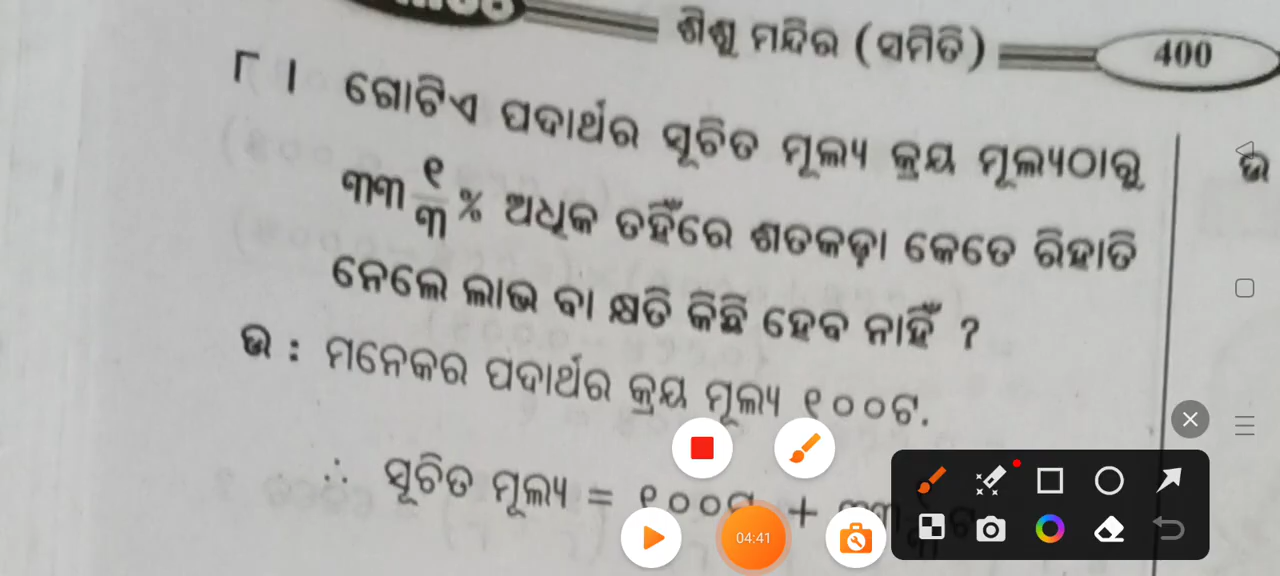 ଶିଶୁ ମନ୍ଦିର (ସମିତି)
400
୮ । ଗୋଟିଏ ପଦାର୍ଥର ସୂଚିତ ମୂଲ୍ୟ କ୍ରୟ ମୂଲ୍ୟଠାରୁ
୩୩ ୧/୩ % ଅଧିକ ତହିଁରେ ଶତକଡ଼ା କେତେ ରିହାତି
ନେଲେ ଲାଭ ବା କ୍ଷତି କିଛି ହେବ ନାହିଁ ?
ଉ : ମନେକର ପଦାର୍ଥର କ୍ରୟ ମୂଲ୍ୟ ୧୦୦ଟ.
∴ ସୂଚିତ ମୂଲ୍ୟ = ୧୦୦ଟ +
ଉ
04:41